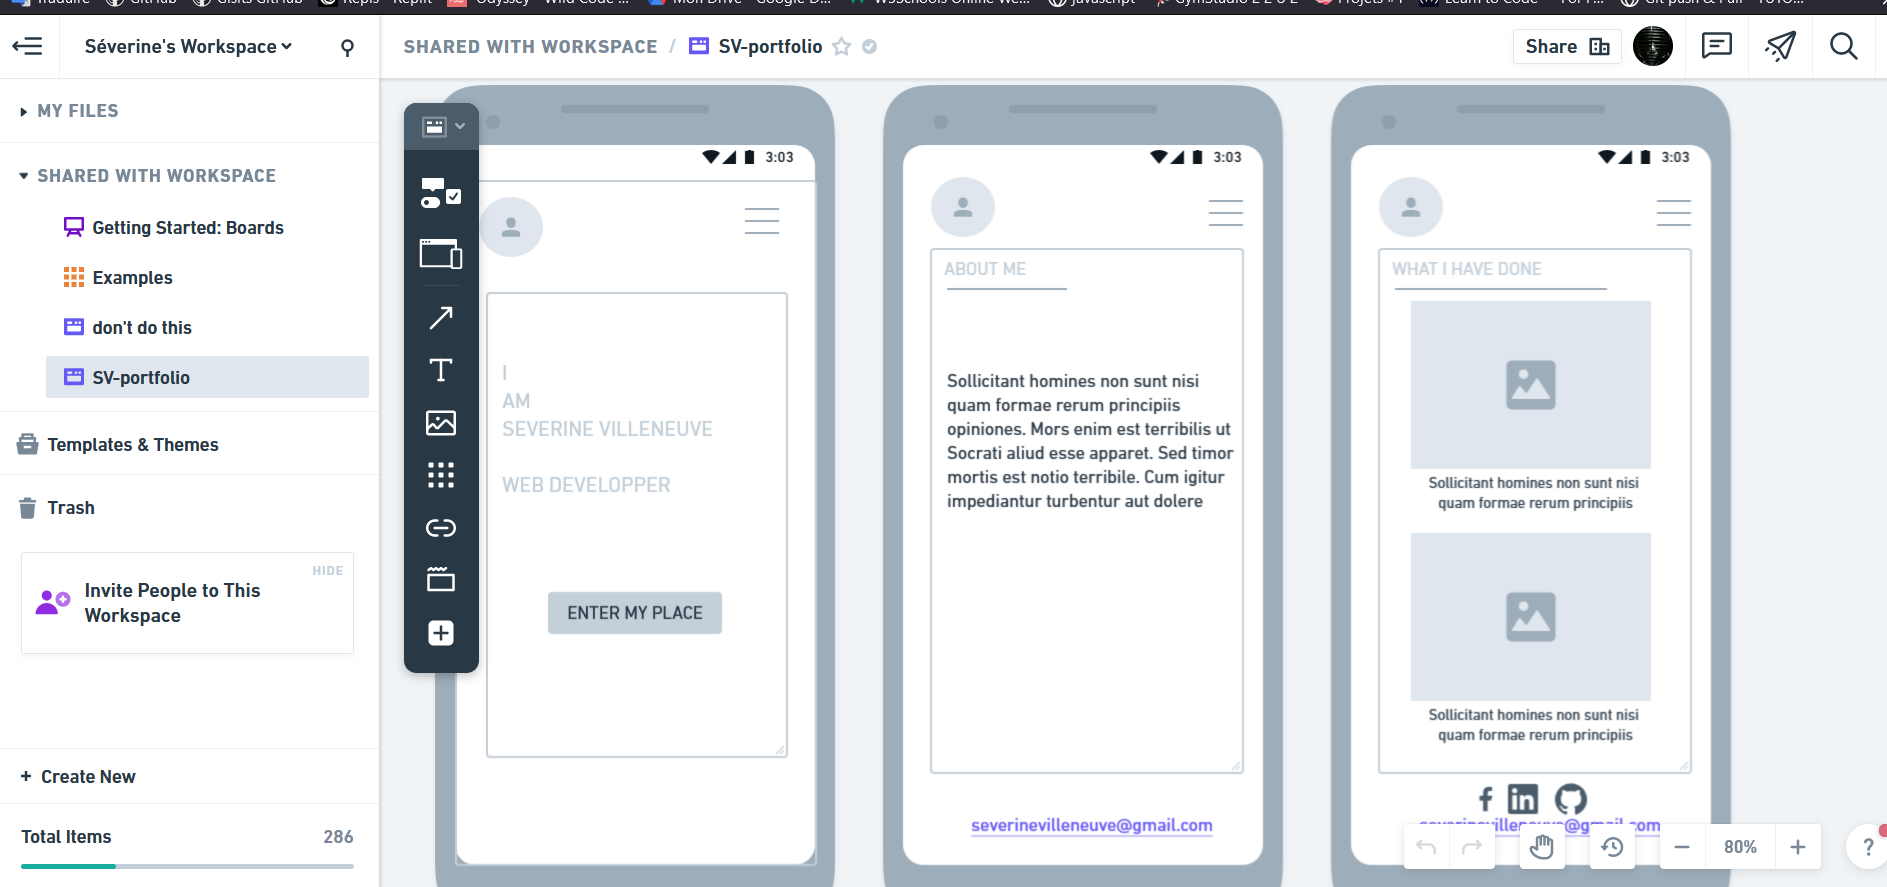 Séverine's Workspace
SHARED WITH WORKSPACE / SV-portfolio
Share
MY FILES
SHARED WITH WORKSPACE
Getting Started: Boards
Examples
don't do this
SV-portfolio
Templates & Themes
Trash
HIDE
Invite People to This
Workspace
+ Create New
Total Items 286
3:03
I
AM
SEVERINE VILLENEUVE
WEB DEVELOPPER
ENTER MY PLACE
3:03
ABOUT ME
Sollicitant homines non sunt nisi
quam formae rerum principiis
opiniones. Mors enim est terribilis ut
Socrati aliud esse apparet. Sed timor
mortis est notio terribile. Cum igitur
impediantur turbentur aut dolere
severinevilleneuve@gmail.com
3:03
WHAT I HAVE DONE
Sollicitant homines non sunt nisi
quam formae rerum principiis
Sollicitant homines non sunt nisi
quam formae rerum principiis
80%
?